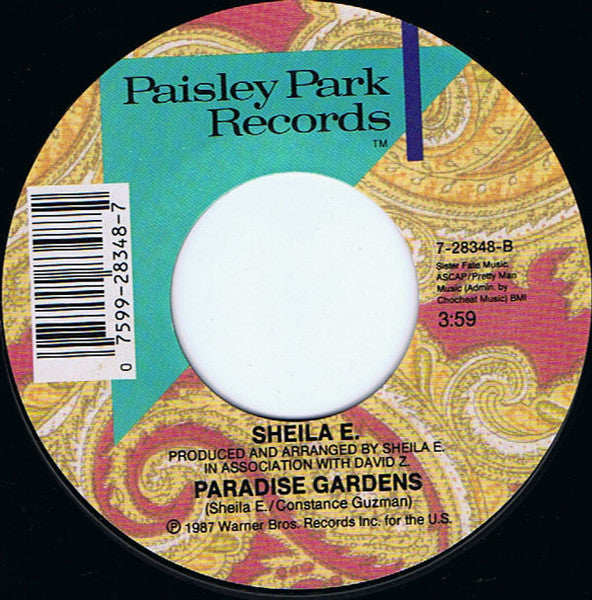 Paisley Park
Records
TM
0 7599-28348-7
7-28348-B
Sister Fate Music,
ASCAP/Pretty Man
Music (Admin. by
Chocheat Music) BMI
3:59
SHEILA E.
PRODUCED AND ARRANGED BY SHEILA E.
IN ASSOCIATION WITH DAVID Z.
PARADISE GARDENS
(Sheila E./Constance Guzman)
℗ 1987 Warner Bros. Records Inc. for the U.S.